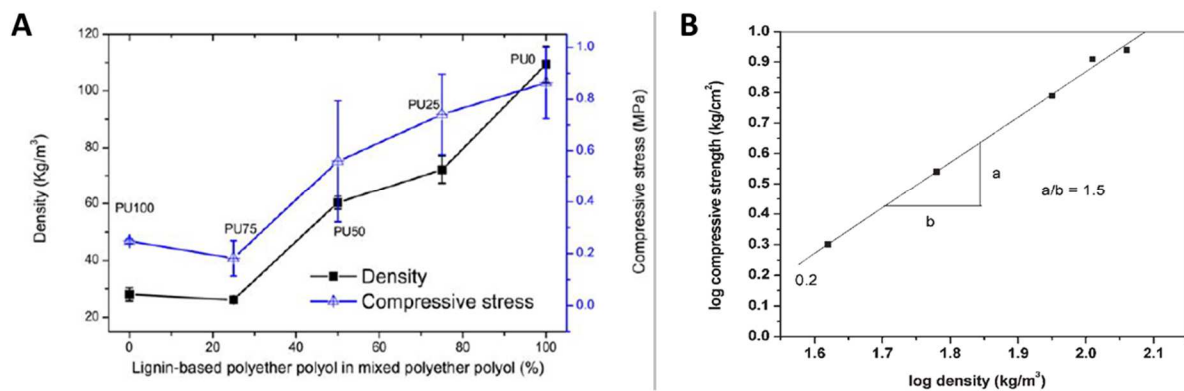 A
120
100
80
60
40
20
Density (Kg/m³)
PU100
PU75
PU50
PU25
PU0
Density
Compressive stress
1.0
0.8
0.6
0.4
0.2
0.0
Compressive stress (MPa)
0 20 40 60 80 100
Lignin-based polyether polyol in mixed polyether polyol (%)
B
1.0
0.9
0.8
0.7
0.6
0.5
0.4
0.3
0.2
0.1
0.0
log compressive strength (kg/cm²)
a
b
a/b = 1.5
0.2
1.6 1.7 1.8 1.9 2.0 2.1
log density (kg/m³)